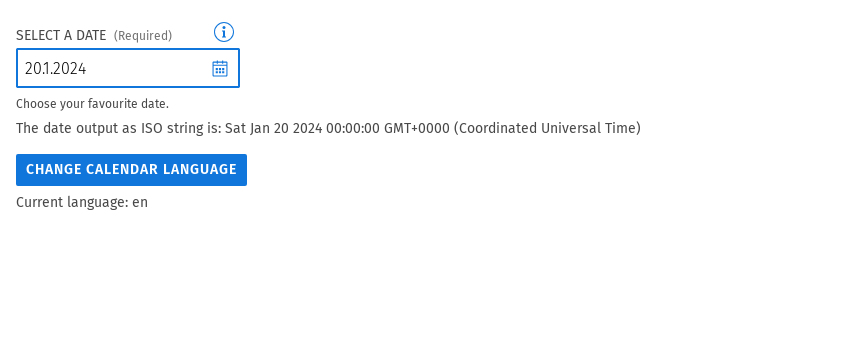 SELECT A DATE (Required)
20.1.2024
Choose your favourite date.
The date output as ISO string is: Sat Jan 20 2024 00:00:00 GMT+0000 (Coordinated Universal Time)
CHANGE CALENDAR LANGUAGE
Current language: en